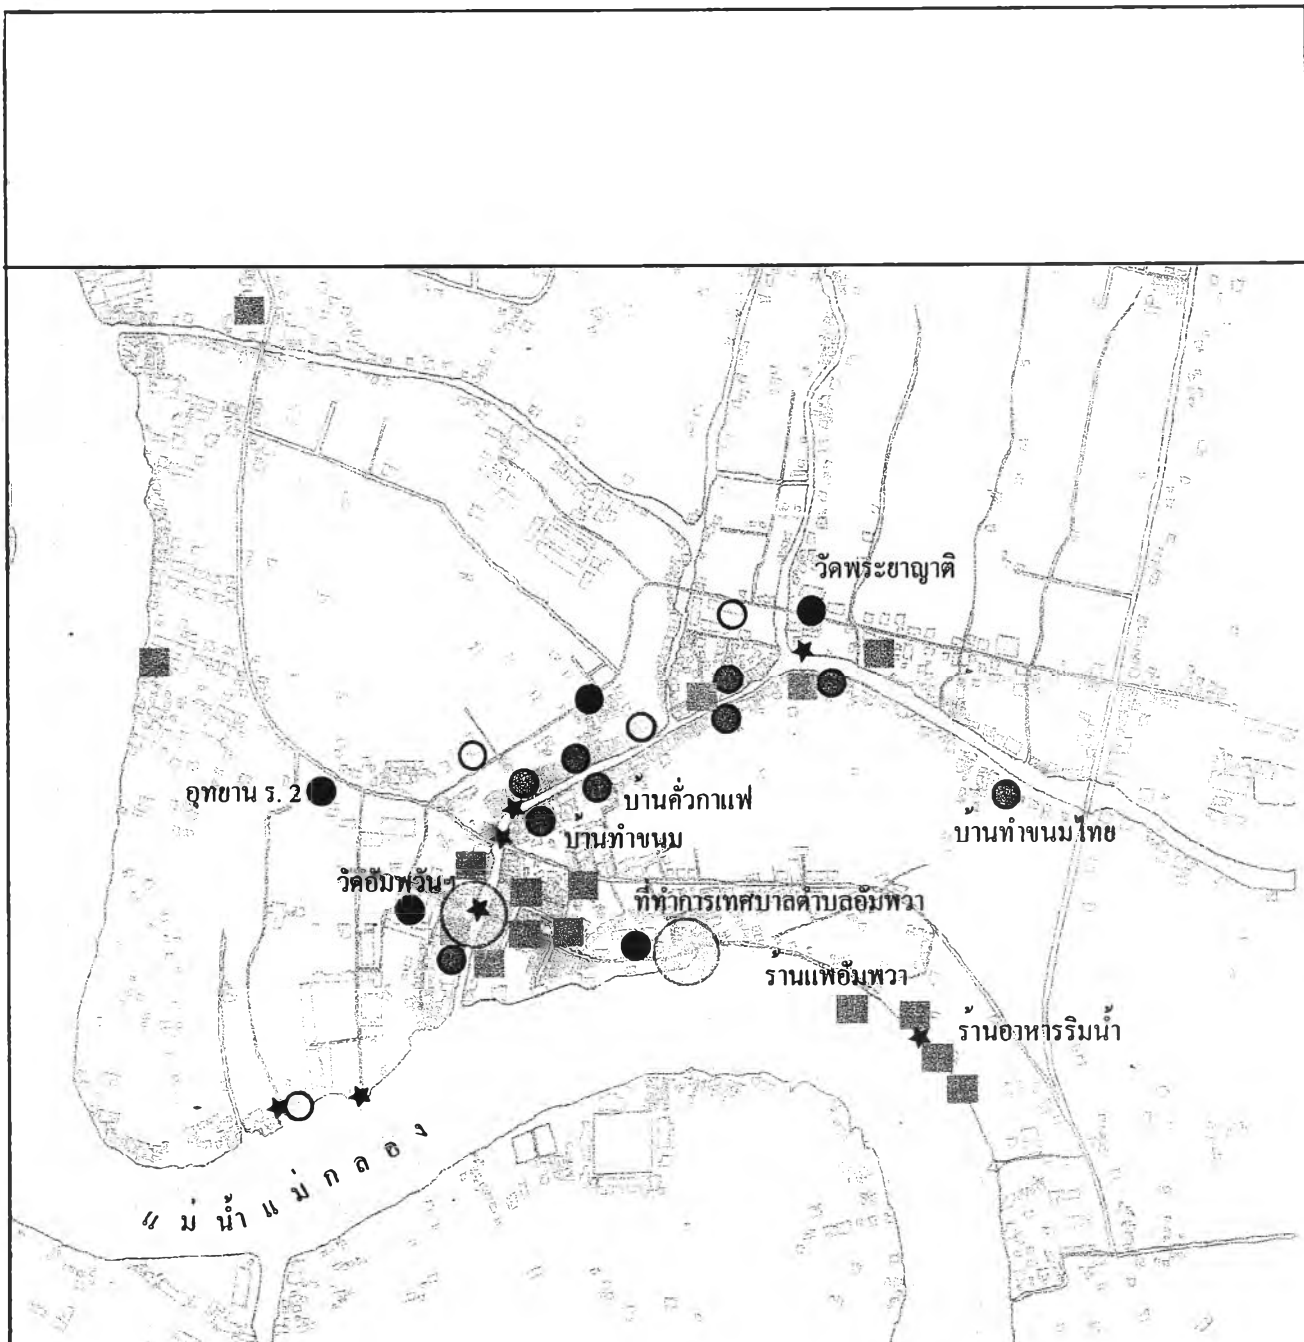 วัดพระยาญาติ
อุทยาน ร. 2
บ้านคั่วกาแฟ
บ้านทำขนม
บ้านทำขนมไทย
วัดอัมพวันฯ
ที่ทำการเทศบาลตำบลอัมพวา
ร้านแพอัมพวา
ร้านอาหารริมน้ำ
แม่น้ำแม่กลอง